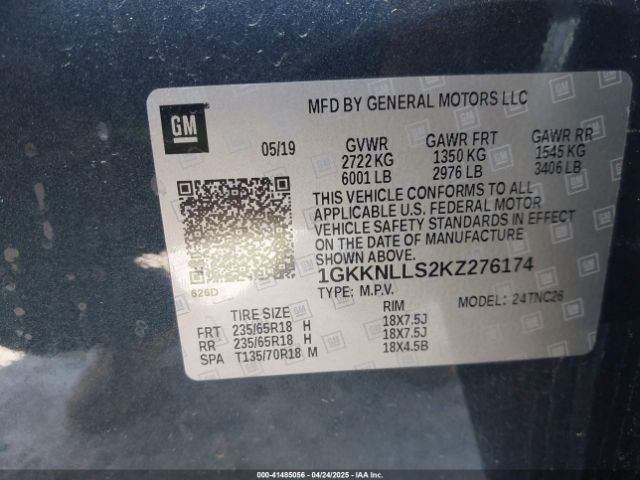 MFD BY GENERAL MOTORS LLC
GM
05/19 GVWR GAWR FRT GAWR RR
2722 KG 1350 KG 1545 KG
6001 LB 2976 LB 3406 LB
THIS VEHICLE CONFORMS TO ALL
APPLICABLE U.S. FEDERAL MOTOR
VEHICLE SAFETY STANDARDS IN EFFECT
ON THE DATE OF MANUFACTURE
SHOWN ABOVE.
1GKKNLLS2KZ276174
626D
TYPE: M.P.V. MODEL: 24TNC26
TIRE SIZE RIM
FRT 235/65R18 H 18X7.5J
RR 235/65R18 H 18X7.5J
SPA T135/70R18 M 18X4.5B
000-41485056 - 04/24/2025 - IAAI.com